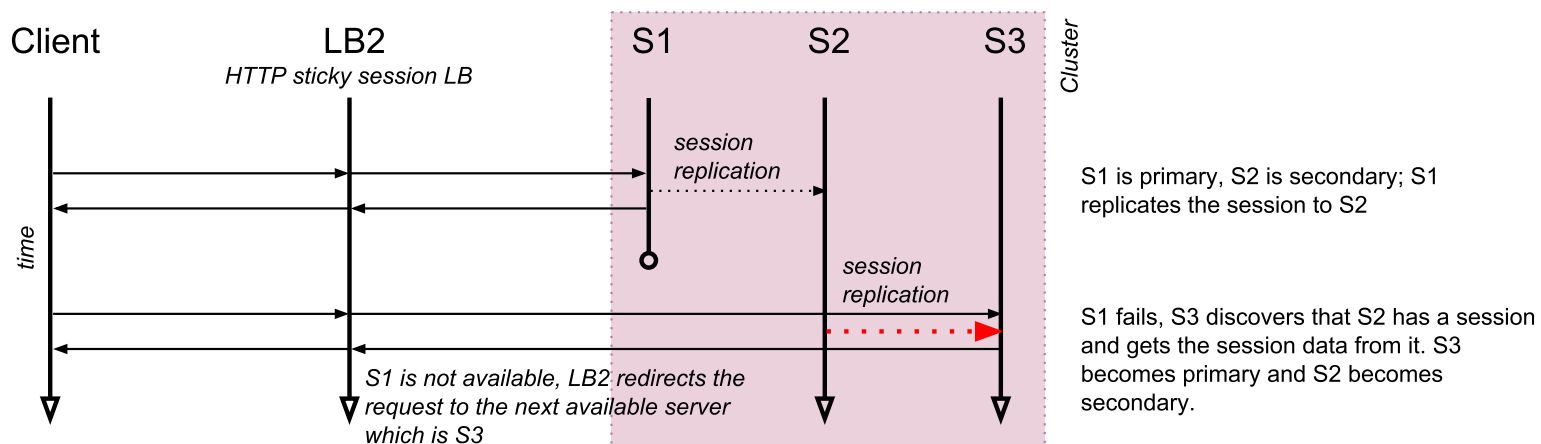 Client
LB2
S1
S2
S3
Cluster
HTTP sticky session LB
session
replication
S1 is primary, S2 is secondary; S1
replicates the session to S2
time
session
replication
S1 fails, S3 discovers that S2 has a session
and gets the session data from it. S3
becomes primary and S2 becomes
secondary.
S1 is not available, LB2 redirects the
request to the next available server
which is S3